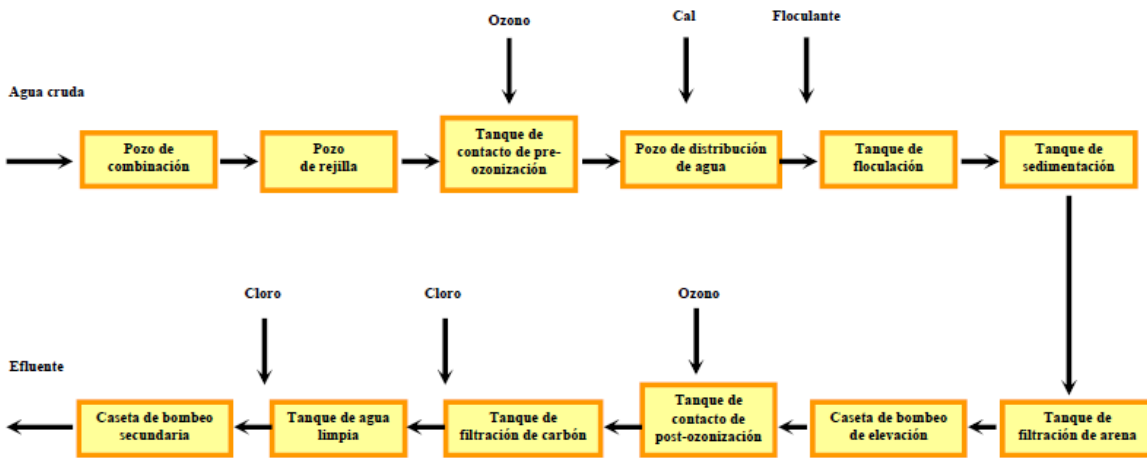 Ozono
Cal
Floculante
Agua cruda
Pozo de
combinación
Pozo
de rejilla
Tanque de
contacto de pre-
ozonización
Pozo de distribución
de agua
Tanque de
floculación
Tanque de
sedimentación
Cloro
Cloro
Ozono
Efluente
Caseta de bombeo
secundaria
Tanque de agua
limpia
Tanque de
filtración de carbón
Tanque de
contacto de
post-ozonización
Caseta de bombeo
de elevación
Tanque de
filtración de arena